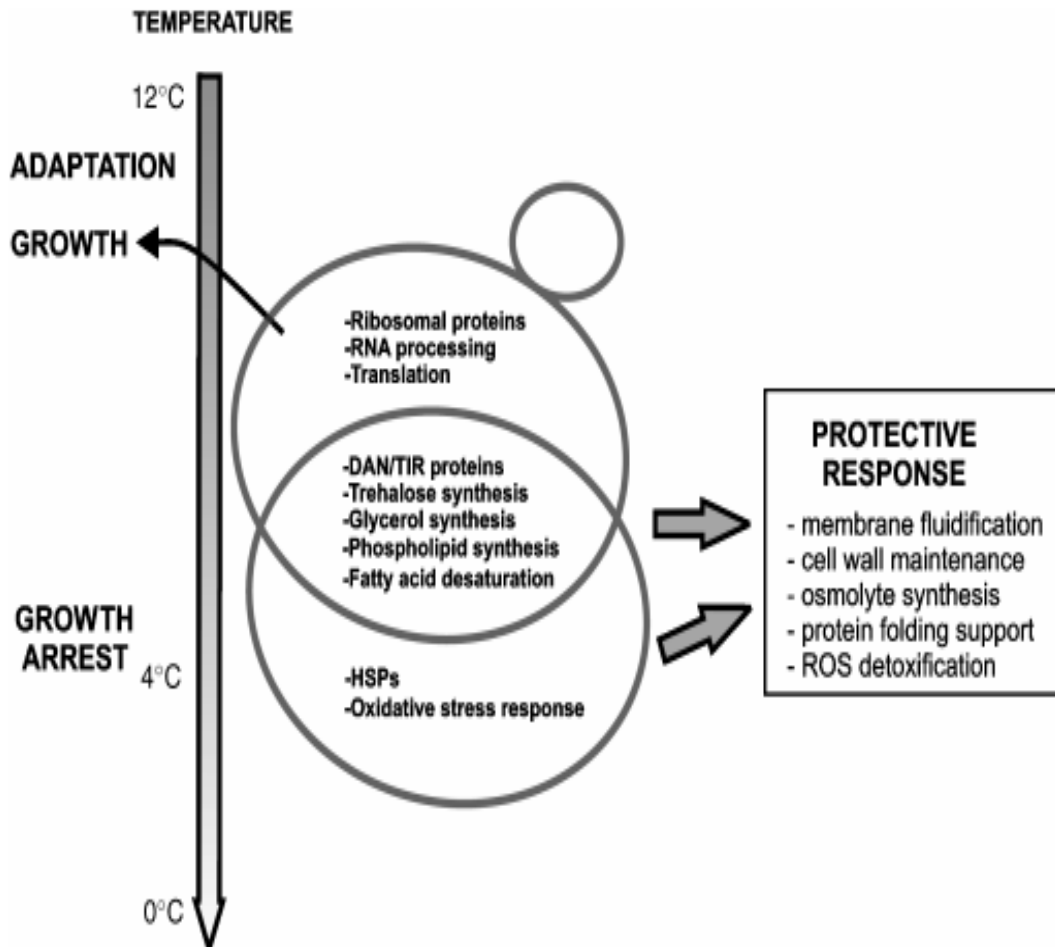 TEMPERATURE
12°C
ADAPTATION
GROWTH
-Ribosomal proteins
-RNA processing
-Translation
-DAN/TIR proteins
-Trehalose synthesis
-Glycerol synthesis
-Phospholipid synthesis
-Fatty acid desaturation
GROWTH
ARREST
4°C
-HSPs
-Oxidative stress response
0°C
PROTECTIVE
RESPONSE
- membrane fluidification
- cell wall maintenance
- osmolyte synthesis
- protein folding support
- ROS detoxification